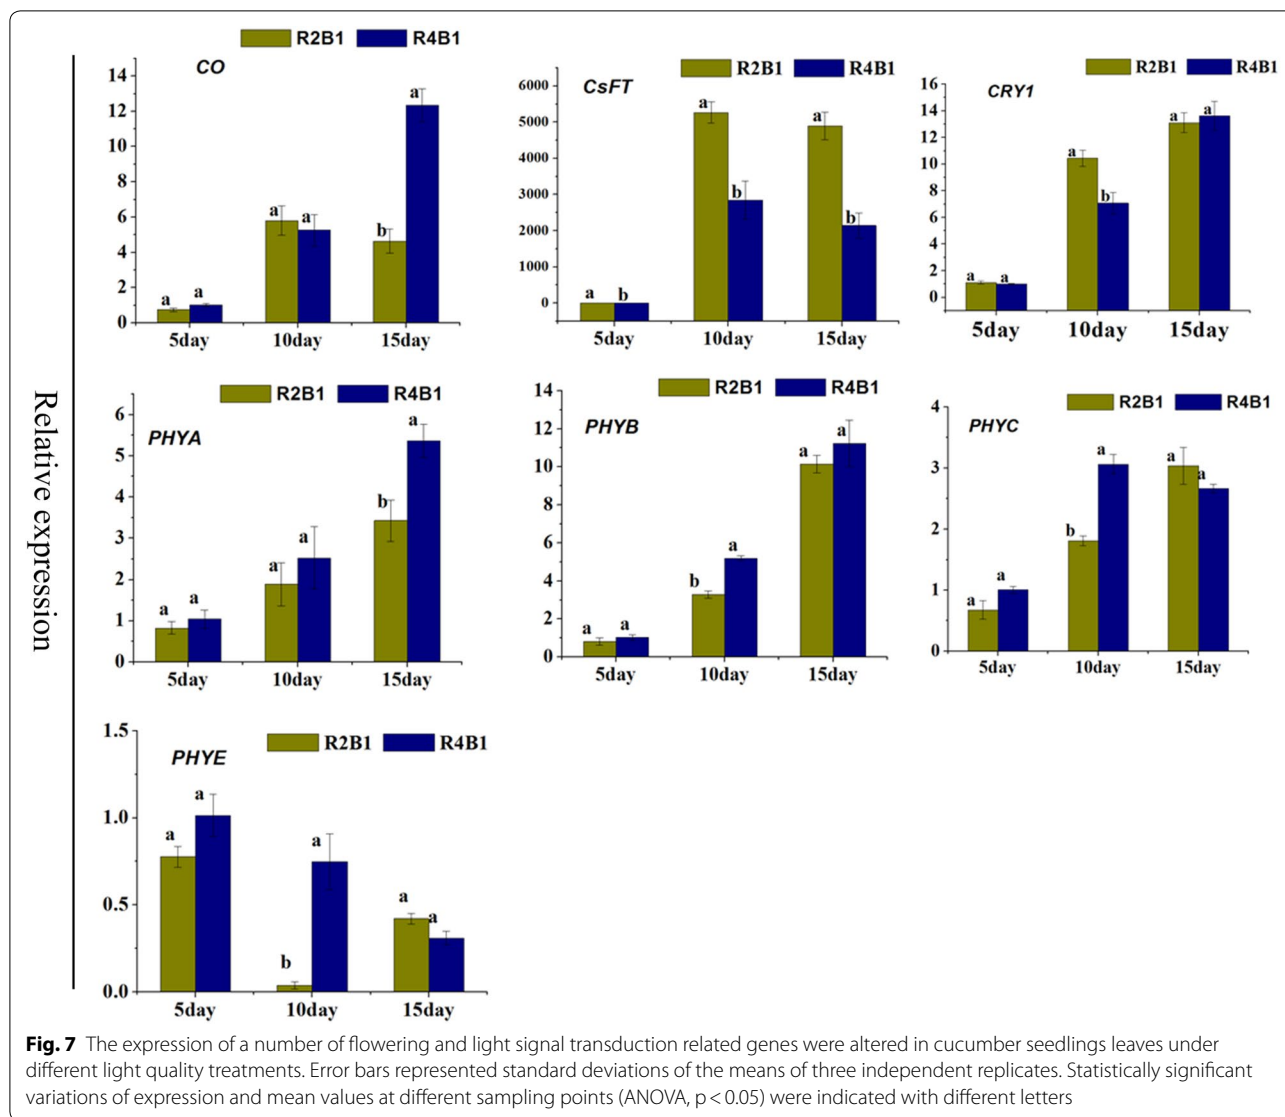 R2B1 R4B1
CO
14
12
10
8
6
4
2
0
a a
a a
b a
5day 10day 15day
R2B1 R4B1
CsFT
6000
5000
4000
3000
2000
1000
0
a b
a b
a b
5day 10day 15day
R2B1 R4B1
CRY1
16
14
12
10
8
6
4
2
0
a a
a b
a a
5day 10day 15day
Relative expression
R2B1 R4B1
PHYA
6
5
4
3
2
1
0
a a
a a
b a
5day 10day 15day
R2B1 R4B1
PHYB
14
12
10
8
6
4
2
0
a a
b a
a a
5day 10day 15day
R2B1 R4B1
PHYC
4
3
2
1
0
a a
b a
a a
5day 10day 15day
R2B1 R4B1
PHYE
1.5
1.0
0.5
0.0
a a
b a
a a
5day 10day 15day
Fig. 7 The expression of a number of flowering and light signal transduction related genes were altered in cucumber seedlings leaves under
different light quality treatments. Error bars represented standard deviations of the means of three independent replicates. Statistically significant
variations of expression and mean values at different sampling points (ANOVA, p < 0.05) were indicated with different letters